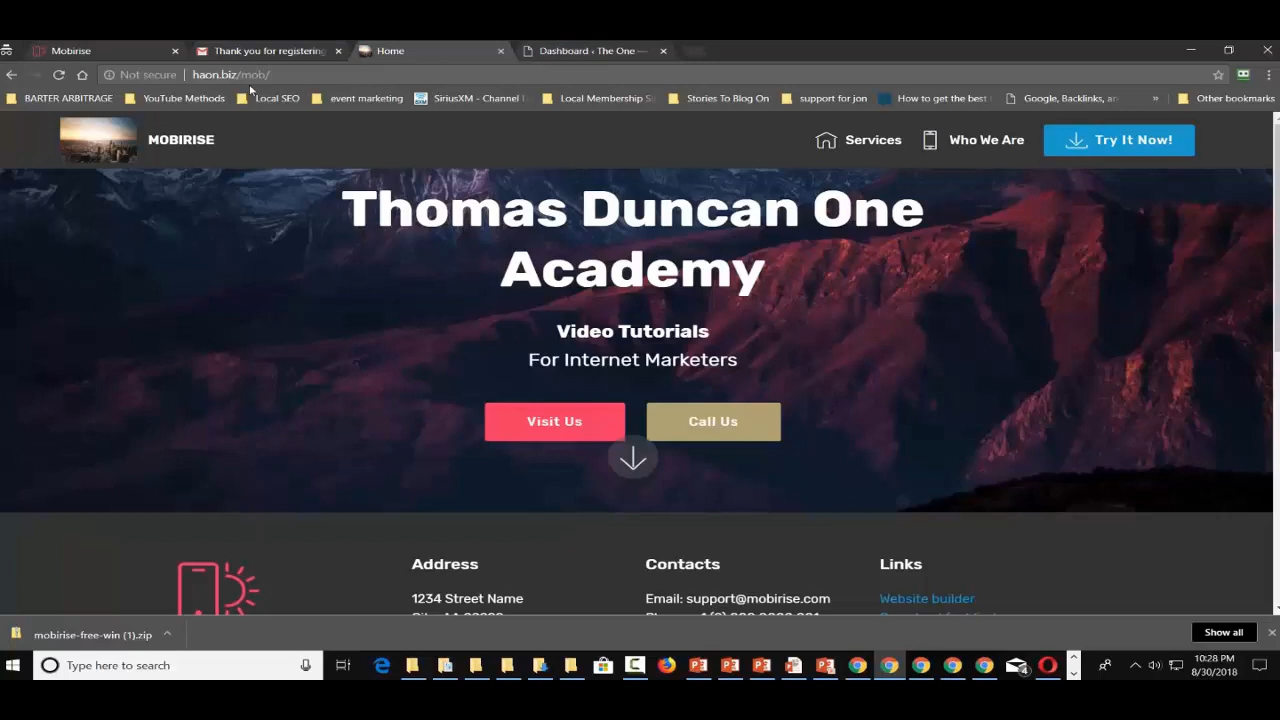 Mobirise
Thank you for registering
Home
Dashboard ‹ The One —
Not secure | haon.biz/mob/
BARTER ARBITRAGE
YouTube Methods
Local SEO
event marketing
SiriusXM - Channel
Local Membership S
Stories To Blog On
support for jon
How to get the best
Google, Backlinks, an
»
Other bookmarks
MOBIRISE
Services
Who We Are
Try It Now!
Thomas Duncan One
Academy
Video Tutorials
For Internet Marketers
Visit Us
Call Us
Address
Contacts
Links
1234 Street Name
Email: support@mobirise.com
Website builder
mobirise-free-win (1).zip
Show all
Type here to search
4
10:28 PM
8/30/2018